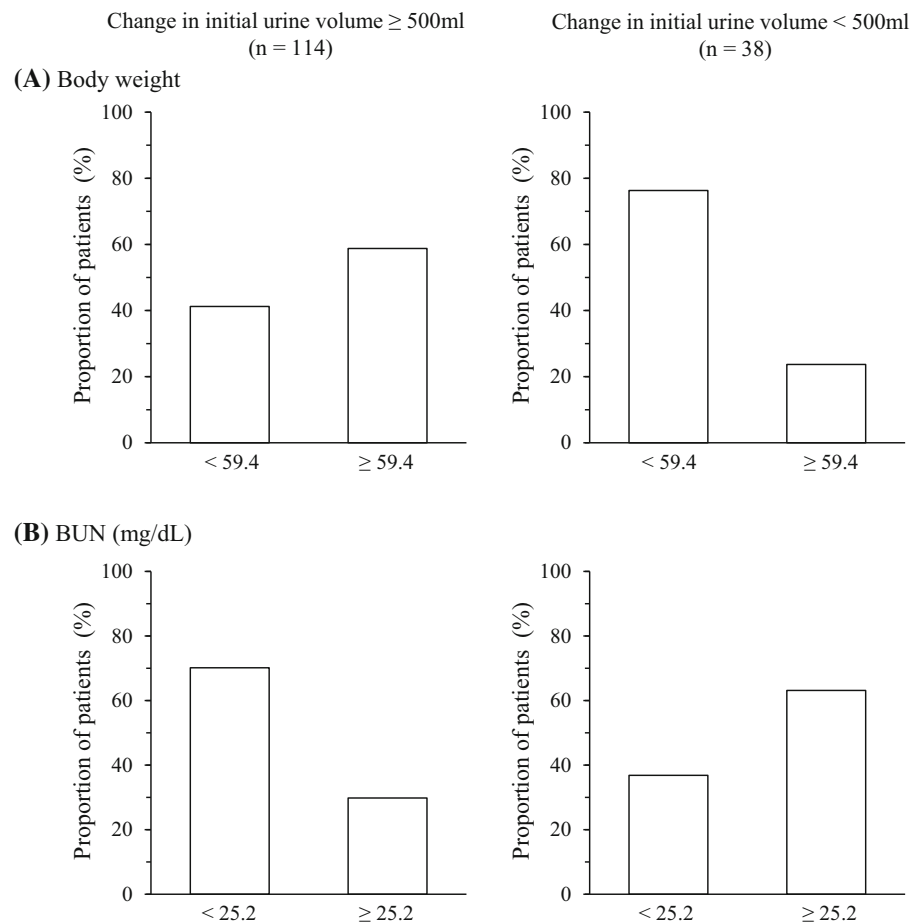 Change in initial urine volume ≥ 500ml
(n = 114)
Change in initial urine volume < 500ml
(n = 38)
(A) Body weight
Proportion of patients (%)
100
80
60
40
20
0
< 59.4 ≥ 59.4
Proportion of patients (%)
100
80
60
40
20
0
< 59.4 ≥ 59.4
(B) BUN (mg/dL)
Proportion of patients (%)
100
80
60
40
20
0
< 25.2 ≥ 25.2
Proportion of patients (%)
100
80
60
40
20
0
< 25.2 ≥ 25.2